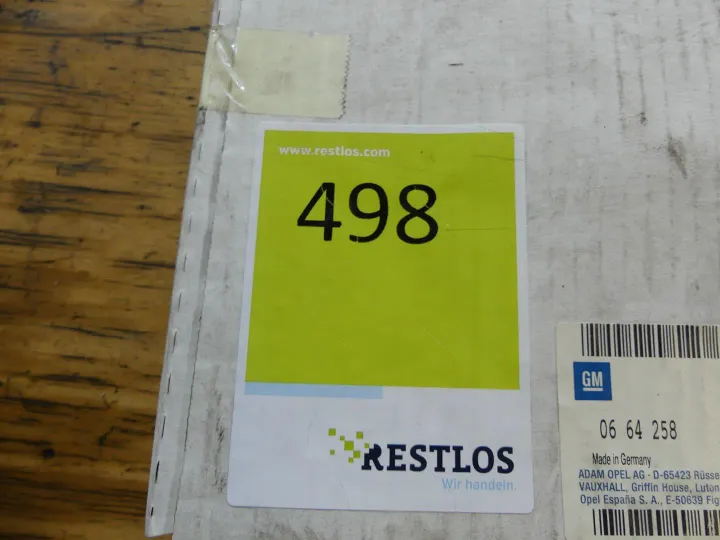 www.restlos.com
498
RESTLOS
Wir handeln.
GM
06 64 258
Made in Germany
ADAM OPEL AG - D-65423
VAUXHALL, Griffin House,
Opel España S. A., E-50639